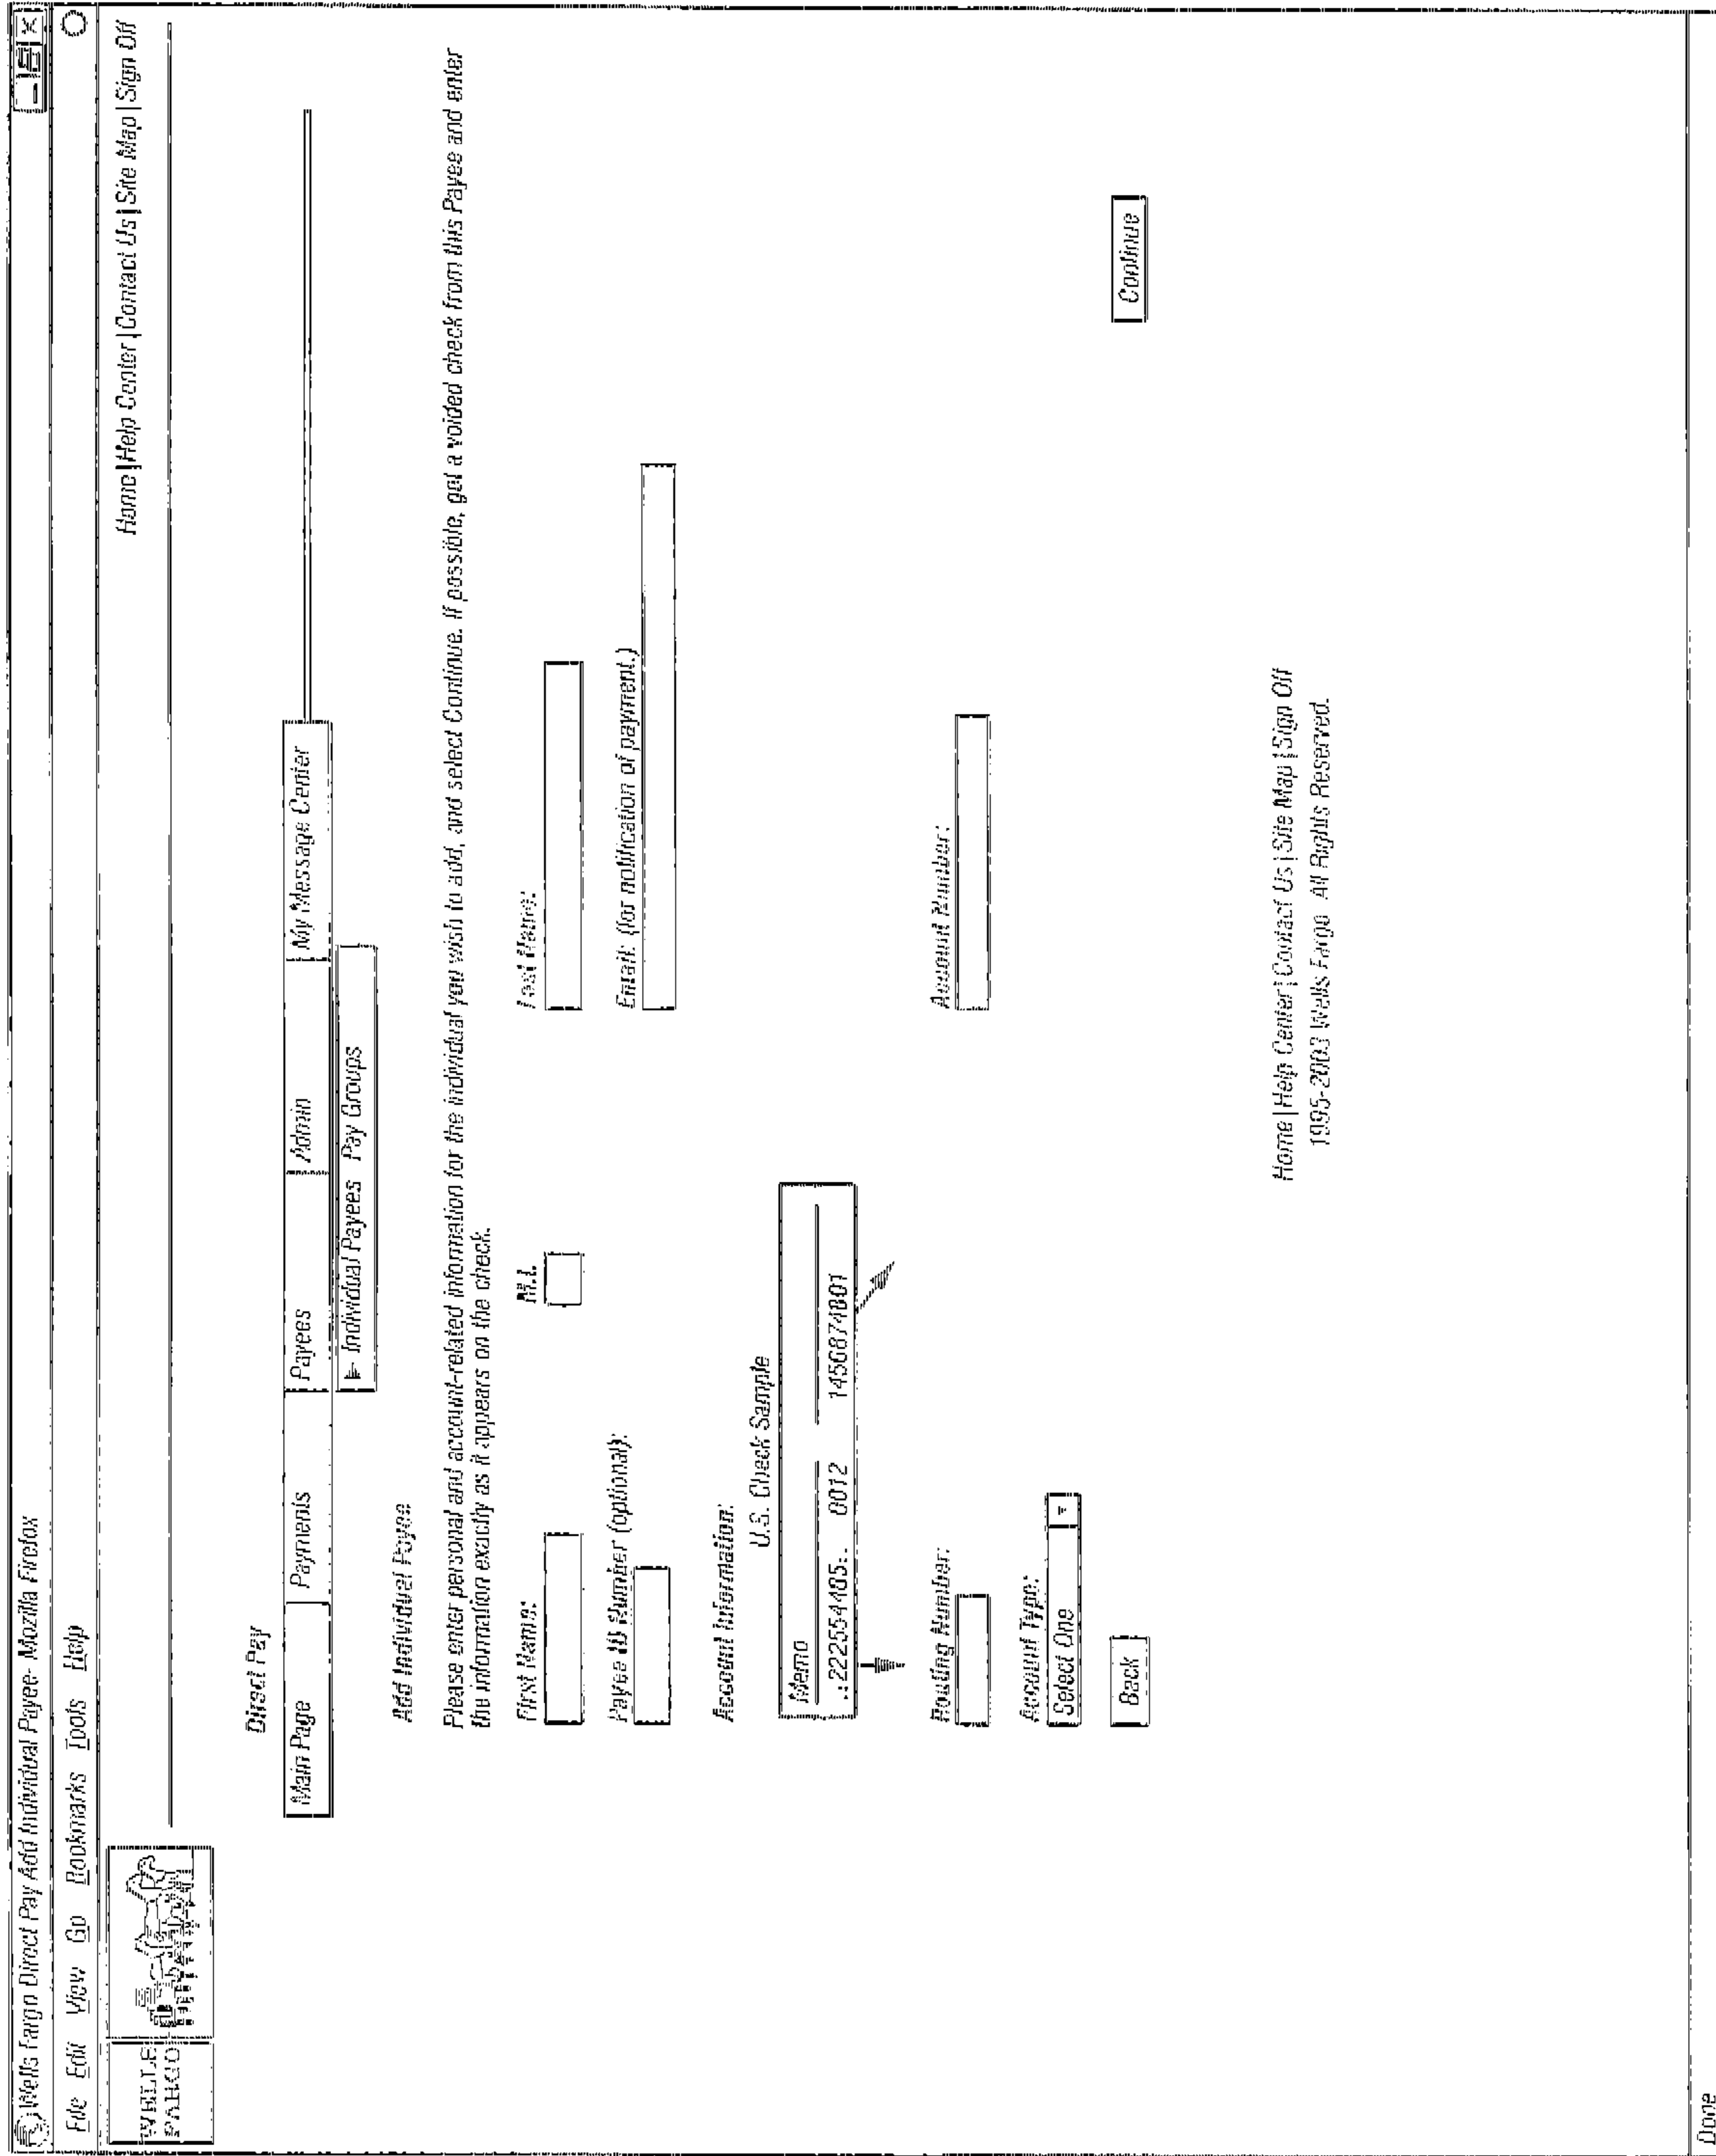 Wells Fargo Direct Pay Add Individual Payee- Mozilla Firefox
File Edit View Go Bookmarks Tools Help
WELLS
FARGO
Home | Help Center | Contact Us | Site Map | Sign Off
Direct Pay
Main Page Payments Payees Admin My Message Center
Individual Payees Pay Groups
Add Individual Payee
Please enter personal and account-related information for the individual you wish to add, and select Continue. If possible, get a voided check from this Payee and enter
the information exactly as it appears on the check.
First Name: M.I. Last Name:
Payee ID Number (optional): Email: (for notification of payment.)
Account Information:
U.S. Check Sample
Memo
.:222554485:. 0012 1456874801
Routing Number: Account Number:
Account Type:
Select One
Back Continue
Home | Help Center | Contact Us | Site Map | Sign Off
1995-2003 Wells Fargo All Rights Reserved.
Done